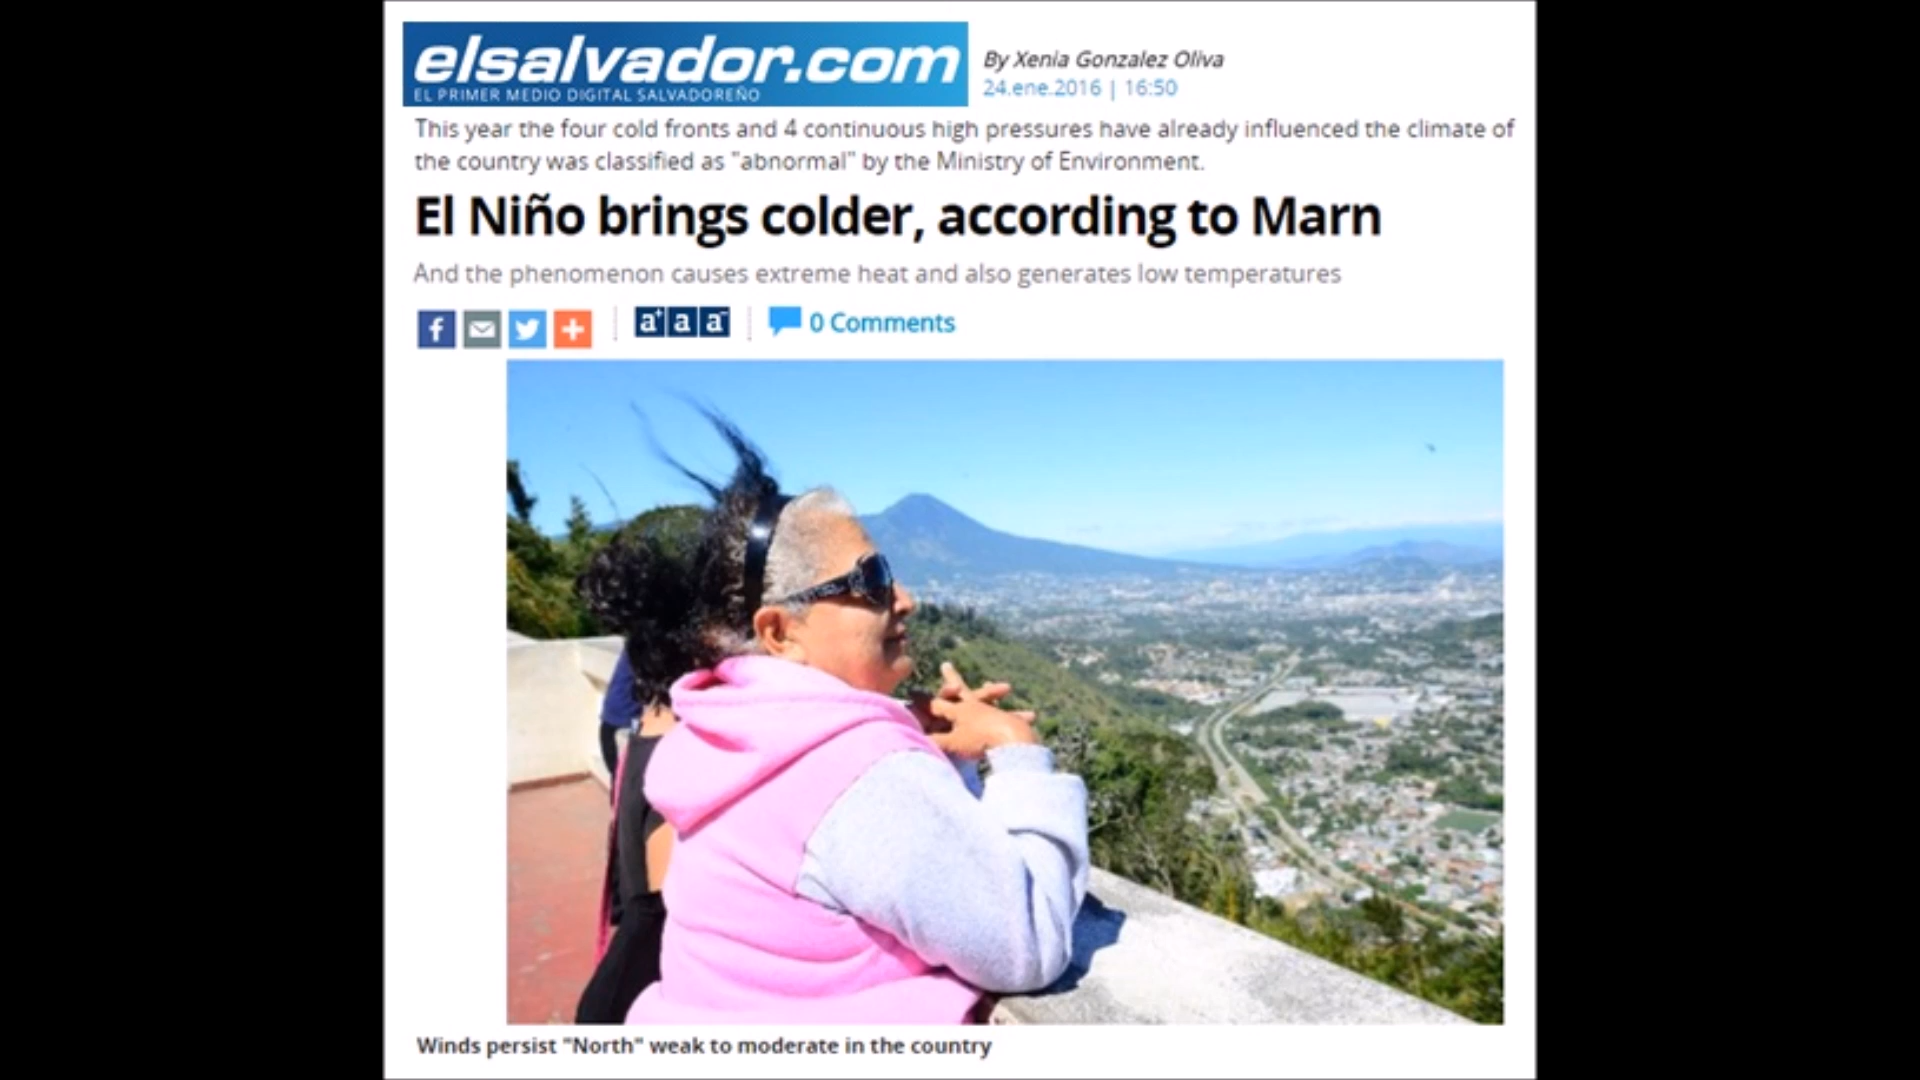 elsalvador.com
EL PRIMER MEDIO DIGITAL SALVADOREÑO
By Xenia Gonzalez Oliva
24.ene.2016 | 16:50
This year the four cold fronts and 4 continuous high pressures have already influenced the climate of
the country was classified as "abnormal" by the Ministry of Environment.
El Niño brings colder, according to Marn
And the phenomenon causes extreme heat and also generates low temperatures
f
a+ a a-
0 Comments
Winds persist "North" weak to moderate in the country